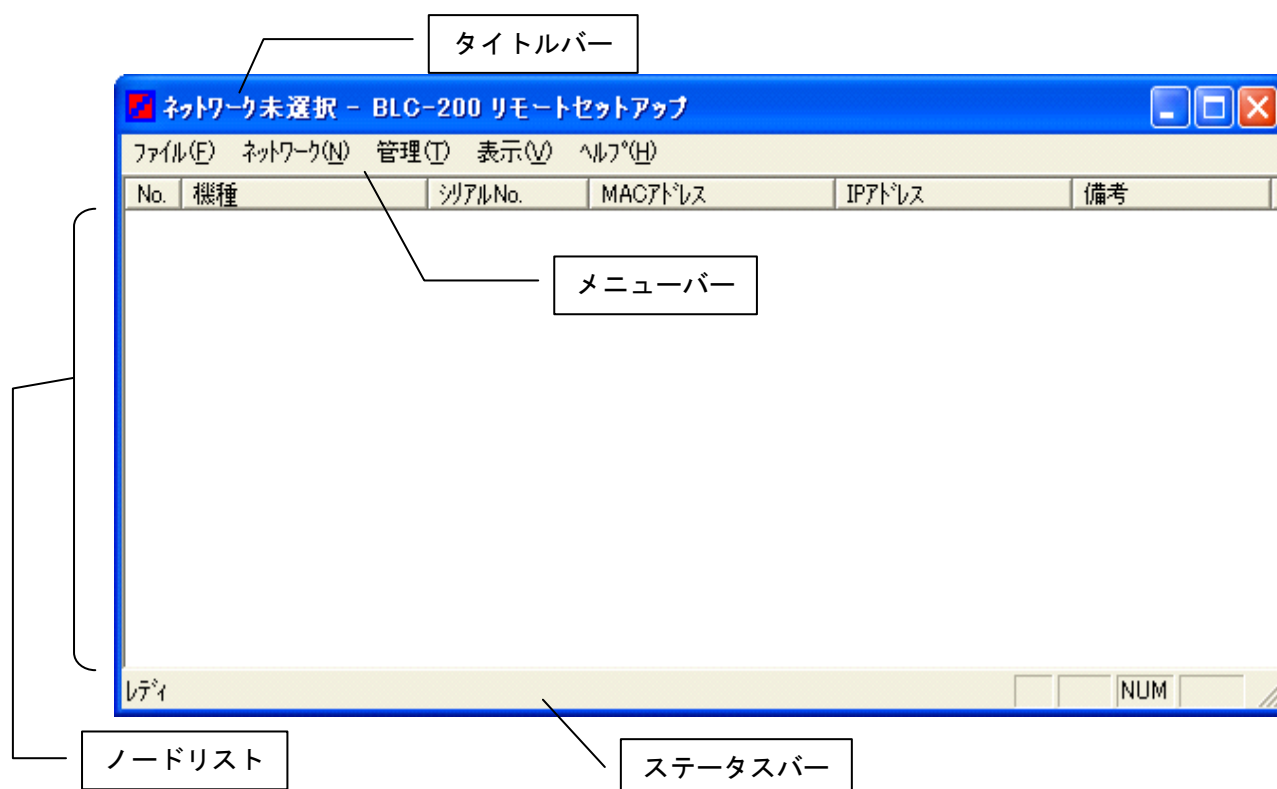 タイトルバー
ネットワーク未選択 - BLC-200 リモートセットアップ
ファイル(F) ネットワーク(N) 管理(T) 表示(V) ヘルプ(H)
No. 機種 シリアルNo. MACアドレス IPアドレス 備考
メニューバー
レディ NUM
ノードリスト
ステータスバー